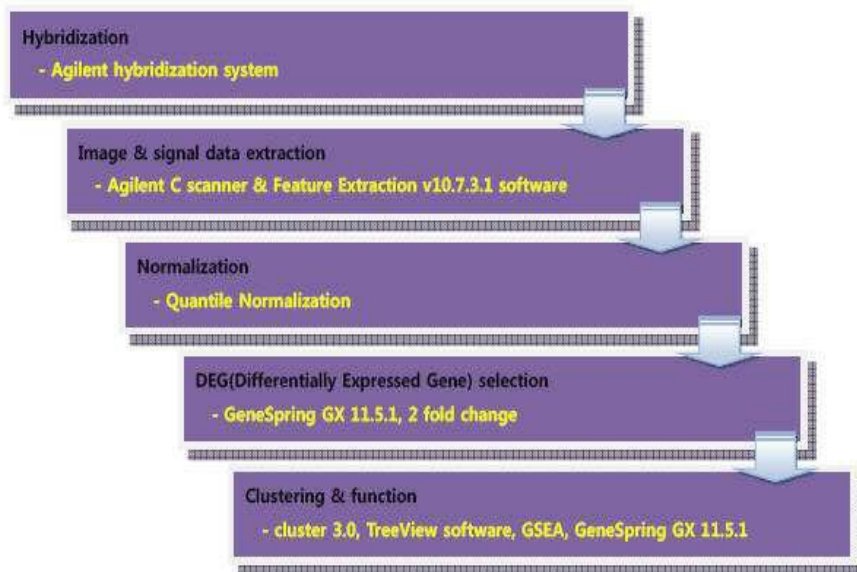 Hybridization
- Agilent hybridization system
Image & signal data extraction
- Agilent C scanner & Feature Extraction v10.7.3.1 software
Normalization
- Quantile Normalization
DEG(Differentially Expressed Gene) selection
- GeneSpring GX 11.5.1, 2 fold change
Clustering & function
- cluster 3.0, TreeView software, GSEA, GeneSpring GX 11.5.1